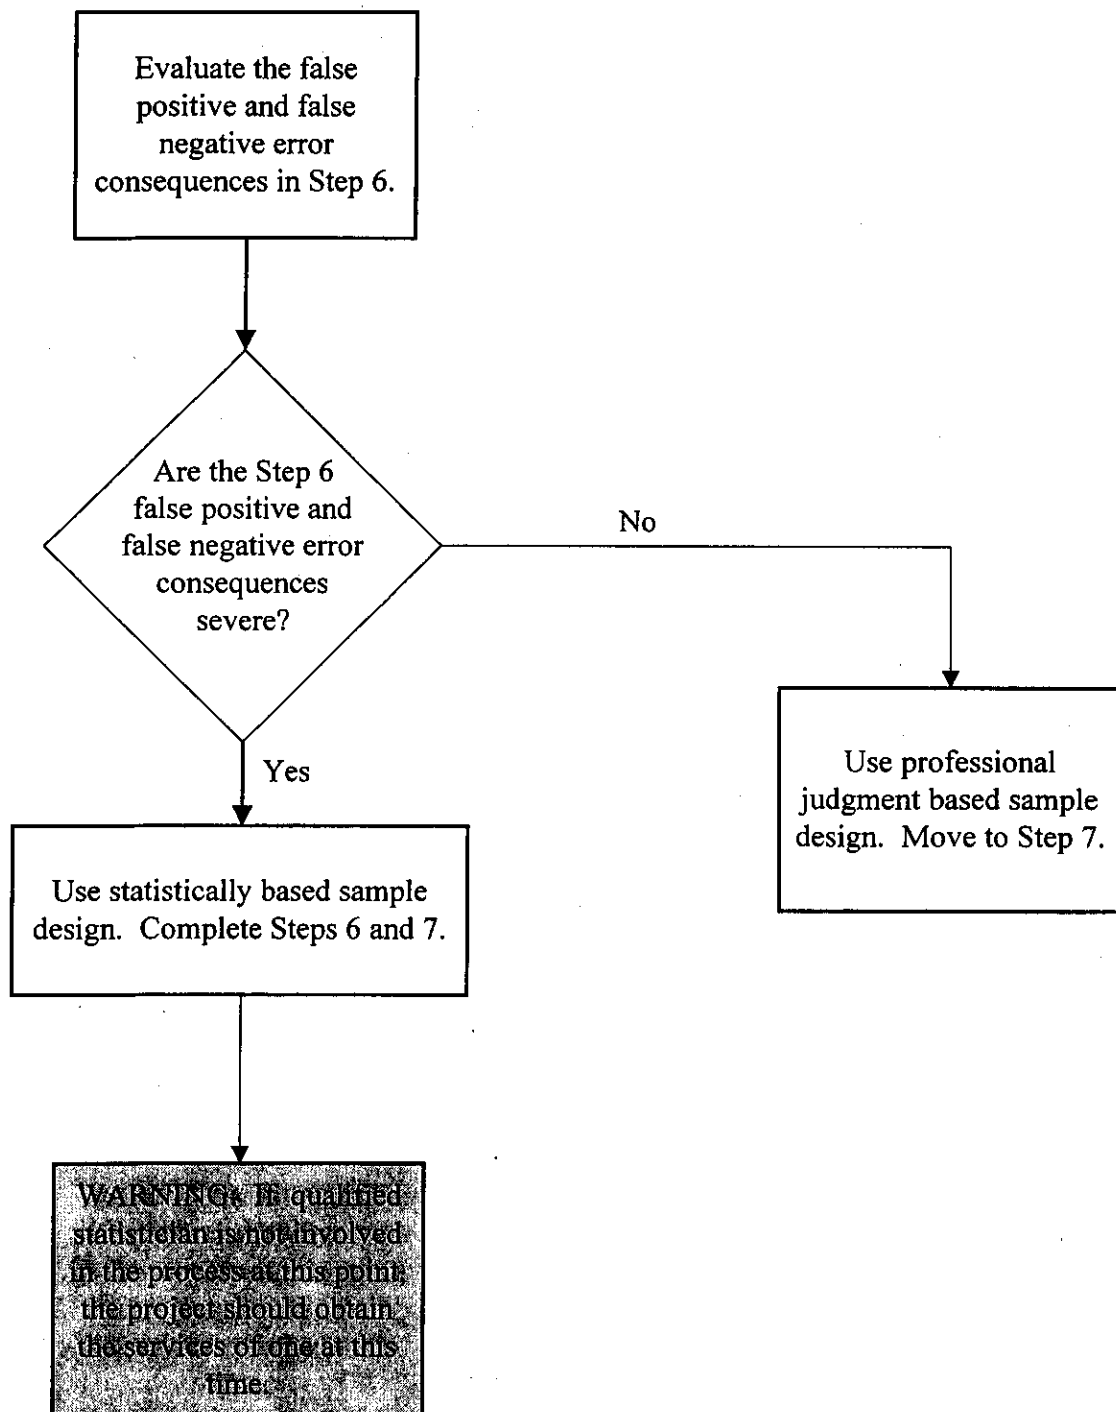 Evaluate the false
positive and false
negative error
consequences in Step 6.
Are the Step 6
false positive and
false negative error
consequences
severe?
No
Yes
Use professional
judgment based sample
design. Move to Step 7.
Use statistically based sample
design. Complete Steps 6 and 7.
WARNING: If qualified
statistician is not involved
in the process at this point,
the project should obtain
the services of one at this
time.